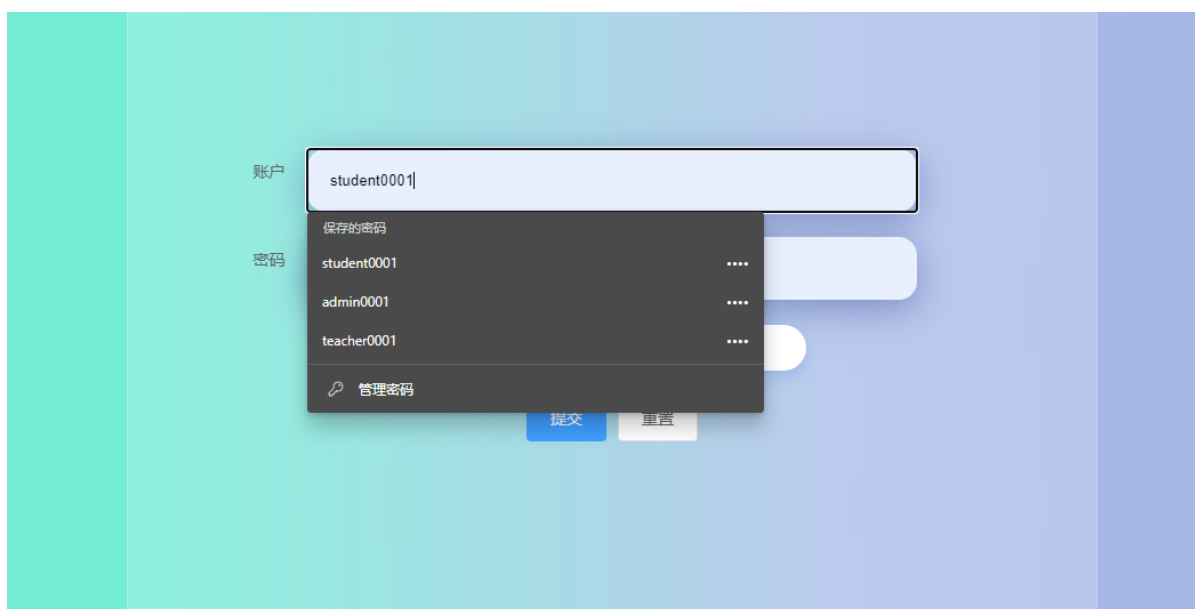 账户
student0001
保存的密码
密码
student0001 ••••
admin0001 ••••
teacher0001 ••••
管理密码
提交 重置